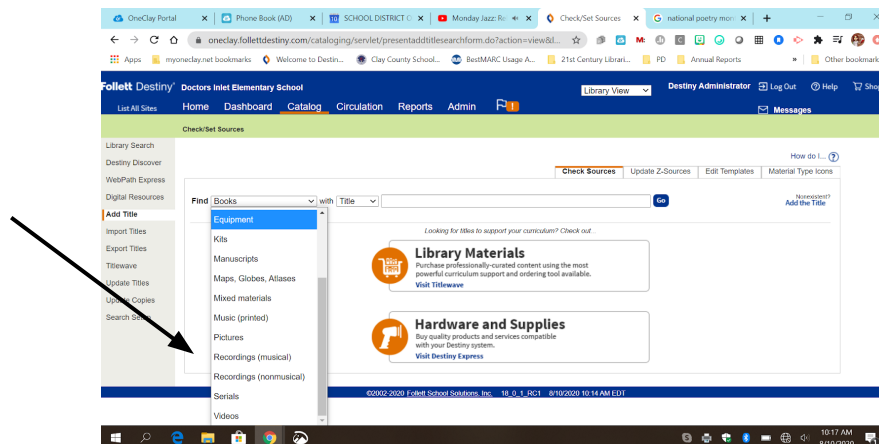 OneClay Portal
Phone Book (AD)
SCHOOL DISTRICT O
Monday Jazz: Re
Check/Set Sources
national poetry mon
oneclay.follettdestiny.com/cataloging/servlet/presentaddtitlesearchform.do?action=view&l...
Apps
myoneclay.net bookmarks
Welcome to Destin...
Clay County School...
BestMARC Usage A...
21st Century Librari...
PD
Annual Reports
»
Other bookmark
Follett Destiny
Doctors Inlet Elementary School
Library View
Destiny Administrator
Log Out
Help
Shop
List All Sites
Home Dashboard Catalog Circulation Reports Admin
Messages
Check/Set Sources
Library Search
Destiny Discover
WebPath Express
Digital Resources
Add Title
Import Titles
Export Titles
Titlewave
Update Titles
Update Copies
How do I... ?
Check Sources
Update Z-Sources
Edit Templates
Material Type Icons
Find Books with Title Go
Nonexistent?
Add the Title
Equipment
Kits
Manuscripts
Maps, Globes, Atlases
Mixed materials
Music (printed)
Pictures
Recordings (musical)
Recordings (nonmusical)
Serials
Videos
Looking for titles to support your curriculum? Check out...
Library Materials
Purchase professionally-curated content using the most
powerful curriculum support and ordering tool available.
Visit Titlewave
Hardware and Supplies
Buy quality products and services compatible
with your Destiny system.
Visit Destiny Express
©2002-2020 Follett School Solutions, Inc. 18_0_1_RC1 8/10/2020 10:14 AM EDT
10:17 AM
8/10/2020